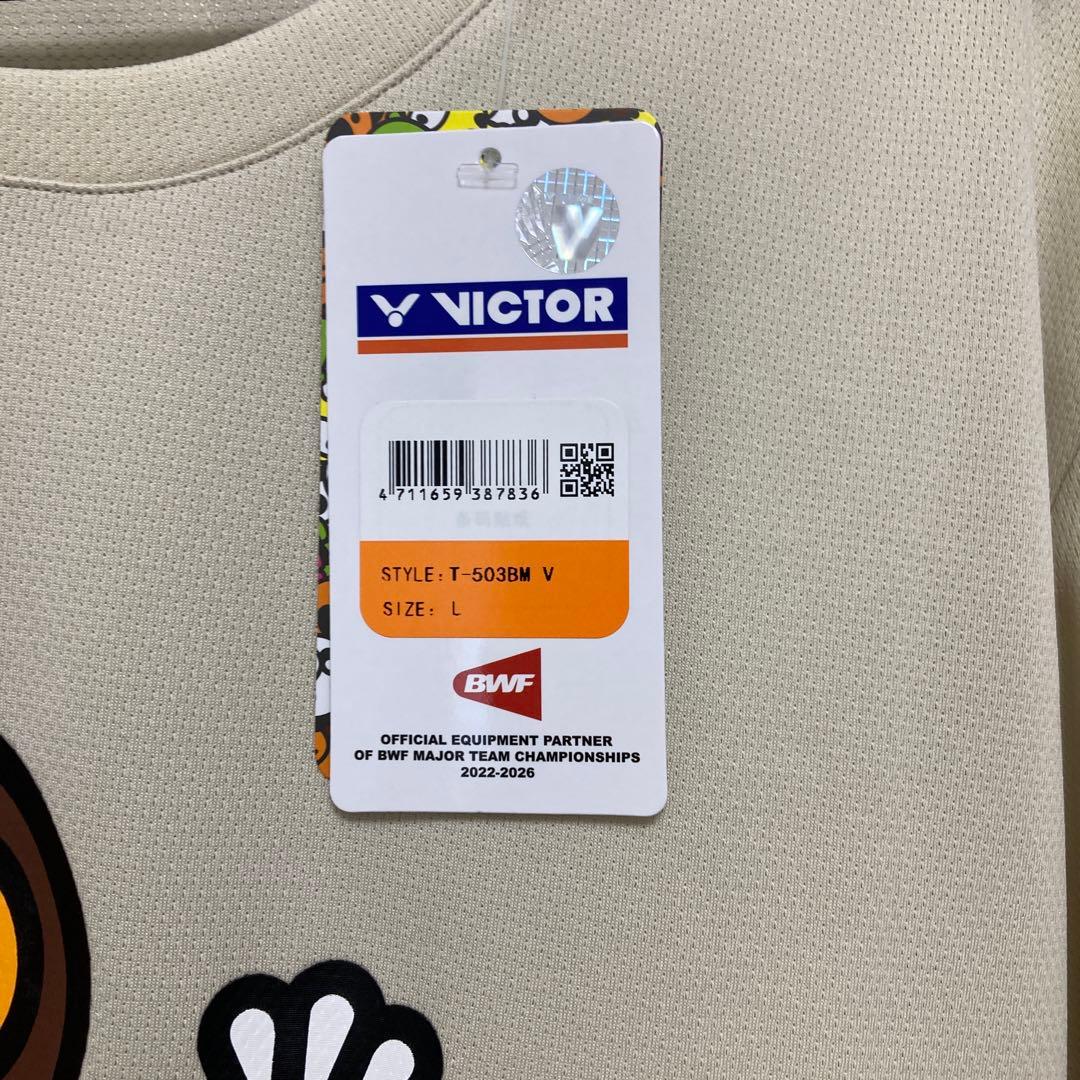 VICTOR
4 711659 387836
STYLE: T-503BM V
SIZE: L
BWF
OFFICIAL EQUIPMENT PARTNER
OF BWF MAJOR TEAM CHAMPIONSHIPS
2022-2026